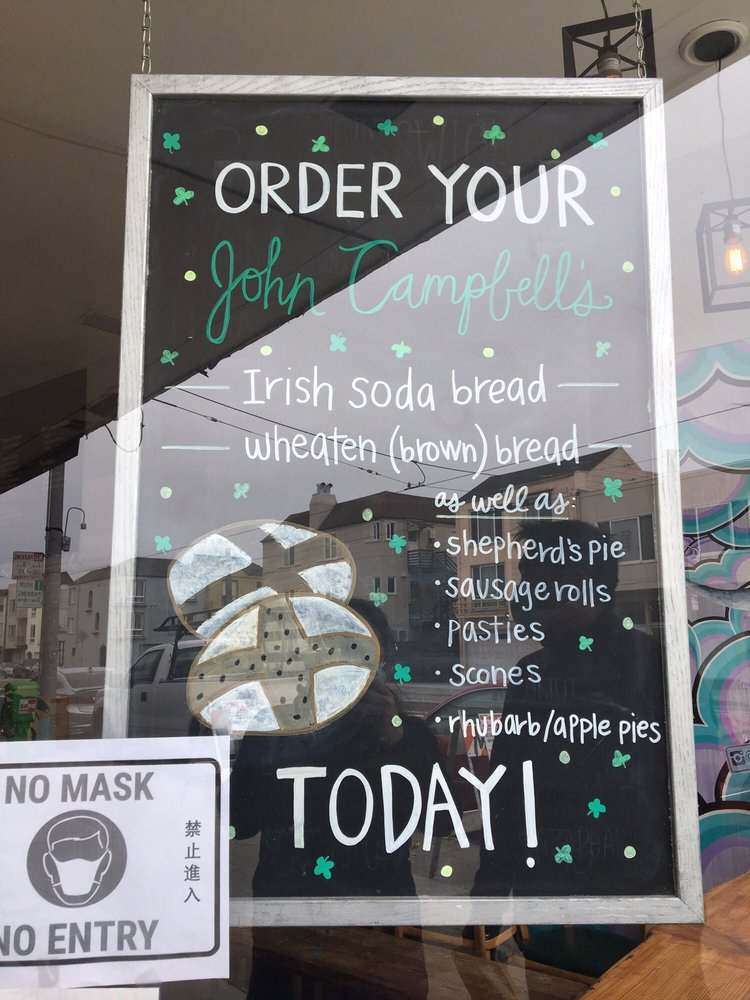 ORDER YOUR
John Campbell's
Irish soda bread
wheaten (brown) bread
as well as:
• shepherd's pie
• sausage rolls
• pasties
• scones
• rhubarb/apple pies
TODAY!
NO MASK
禁止進入
NO ENTRY